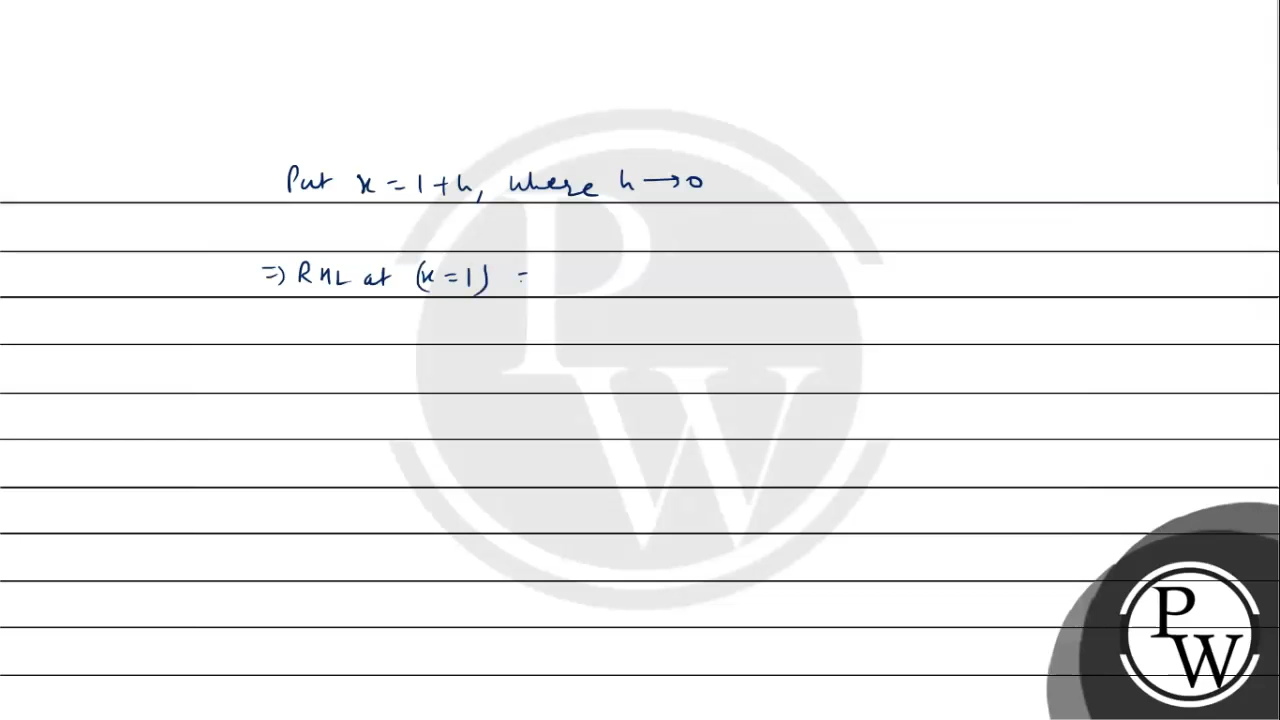 Put x = 1 + h, where h → 0
⇒ RHL at (x = 1) =
P
W
P
W